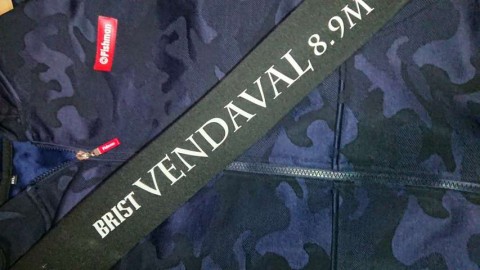 Fishman
BRIST VENDAVAL 8.9M